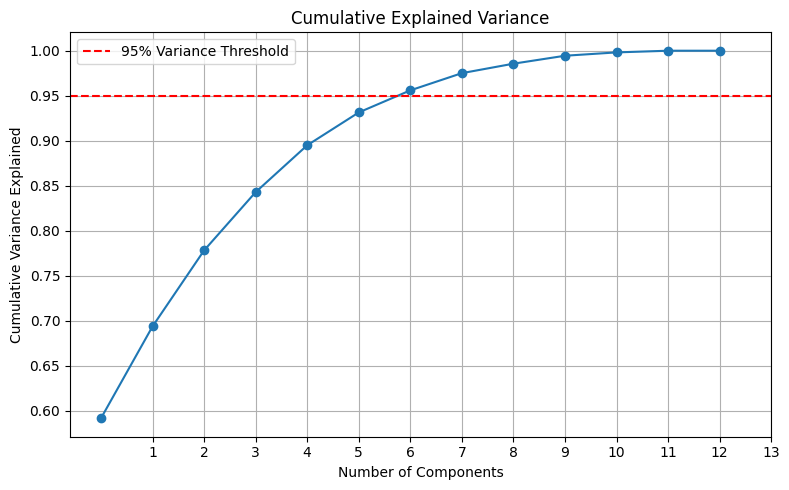 Cumulative Explained Variance
95% Variance Threshold
Cumulative Variance Explained
1.00
0.95
0.90
0.85
0.80
0.75
0.70
0.65
0.60
1 2 3 4 5 6 7 8 9 10 11 12 13
Number of Components